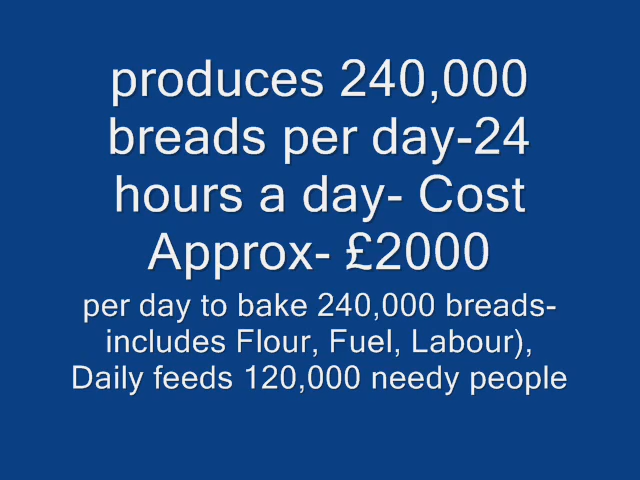 produces 240,000
breads per day-24
hours a day- Cost
Approx- £2000
per day to bake 240,000 breads-
includes Flour, Fuel, Labour),
Daily feeds 120,000 needy people